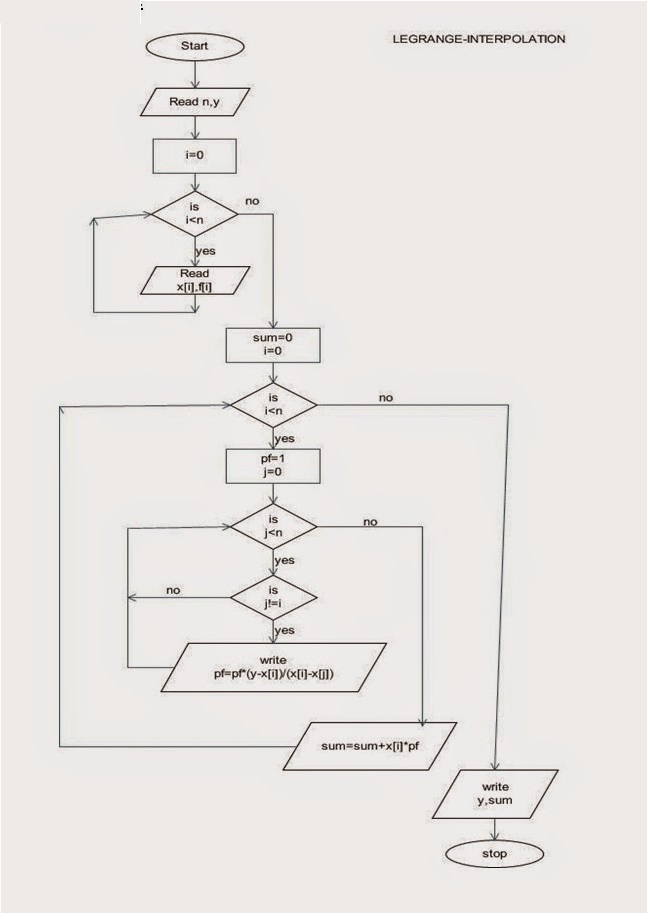 LEGRANGE-INTERPOLATION
Start
Read n,y
i=0
is
i<n
no
yes
Read
x[i],f[i]
sum=0
i=0
is
i<n
no
yes
pf=1
j=0
is
j<n
no
yes
is
j!=i
no
yes
write
pf=pf*(y-x[i])/(x[i]-x[j])
sum=sum+x[i]*pf
write
y,sum
stop